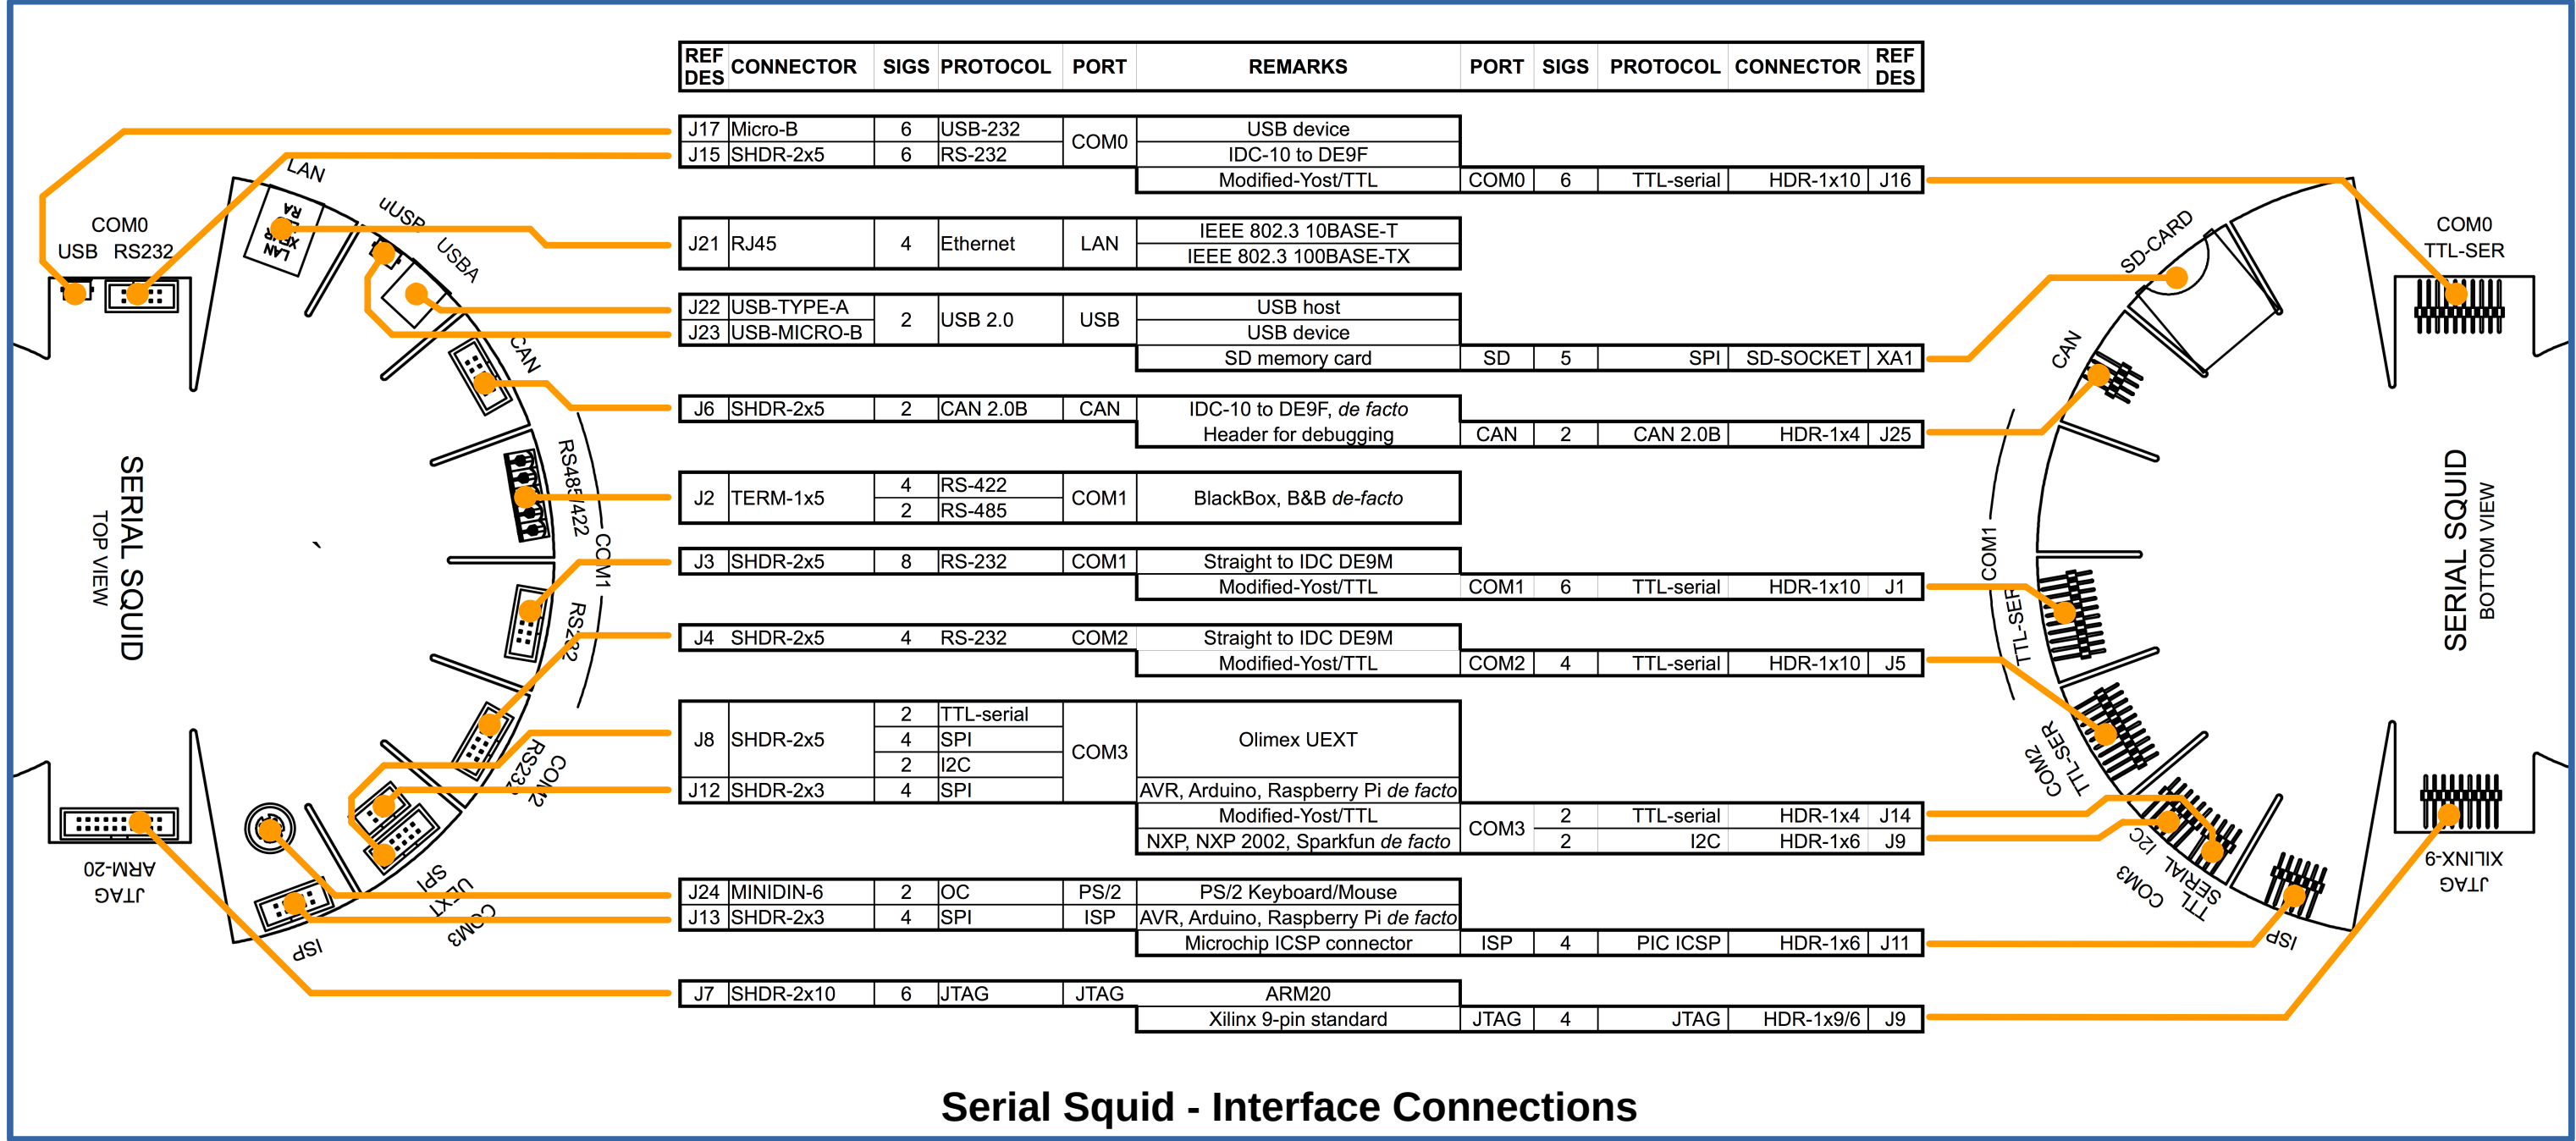 REF DES CONNECTOR SIGS PROTOCOL PORT REMARKS PORT SIGS PROTOCOL CONNECTOR REF DES
J17 Micro-B 6 USB-232 COM0 USB device
J15 SHDR-2x5 6 RS-232 IDC-10 to DE9F
Modified-Yost/TTL COM0 6 TTL-serial HDR-1x10 J16
J21 RJ45 4 Ethernet LAN IEEE 802.3 10BASE-T
IEEE 802.3 100BASE-TX
J22 USB-TYPE-A 2 USB 2.0 USB USB host
J23 USB-MICRO-B USB device
SD memory card SD 5 SPI SD-SOCKET XA1
J6 SHDR-2x5 2 CAN 2.0B CAN IDC-10 to DE9F, de facto
Header for debugging CAN 2 CAN 2.0B HDR-1x4 J25
J2 TERM-1x5 4 RS-422 COM1 BlackBox, B&B de-facto
2 RS-485
J3 SHDR-2x5 8 RS-232 COM1 Straight to IDC DE9M
Modified-Yost/TTL COM1 6 TTL-serial HDR-1x10 J1
J4 SHDR-2x5 4 RS-232 COM2 Straight to IDC DE9M
Modified-Yost/TTL COM2 4 TTL-serial HDR-1x10 J5
J8 SHDR-2x5 2 TTL-serial COM3 Olimex UEXT
4 SPI
2 I2C
J12 SHDR-2x3 4 SPI AVR, Arduino, Raspberry Pi de facto
Modified-Yost/TTL COM3 2 TTL-serial HDR-1x4 J14
NXP, NXP 2002, Sparkfun de facto 2 I2C HDR-1x6 J9
J24 MINIDIN-6 2 OC PS/2 PS/2 Keyboard/Mouse
J13 SHDR-2x3 4 SPI ISP AVR, Arduino, Raspberry Pi de facto
Microchip ICSP connector ISP 4 PIC ICSP HDR-1x6 J11
J7 SHDR-2x10 6 JTAG JTAG ARM20
Xilinx 9-pin standard JTAG 4 JTAG HDR-1x9/6 J9
COM0
USB RS232
LAN
uUSB
USBA
CAN
RS485/422
COM1
RS232
COM2
RS232
UEXT
SPI
COM3
ISP
JTAG
ARM-20
SERIAL SQUID
TOP VIEW
COM0
TTL-SER
SD-CARD
CAN
COM1
TTL-SER
COM2
TTL-SER
I2C
TTL
SERIAL
COM3
ISP
JTAG
XILINX-9
SERIAL SQUID
BOTTOM VIEW
Serial Squid - Interface Connections